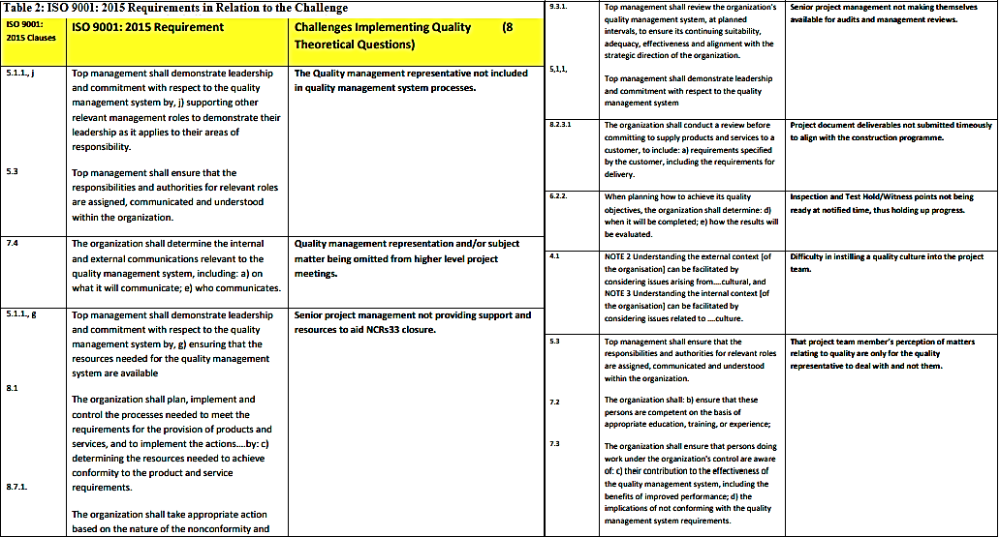 Table 2: ISO 9001: 2015 Requirements in Relation to the Challenge
ISO 9001:
2015 Clauses
ISO 9001: 2015 Requirement
Challenges Implementing Quality (8
Theoretical Questions)
5.1.1., j
Top management shall demonstrate leadership
and commitment with respect to the quality
management system by, j) supporting other
relevant management roles to demonstrate their
leadership as it applies to their areas of
responsibility.
The Quality management representative not included
in quality management system processes.
5.3
Top management shall ensure that the
responsibilities and authorities for relevant roles
are assigned, communicated and understood
within the organization.
7.4
The organization shall determine the internal
and external communications relevant to the
quality management system, including: a) on
what it will communicate; e) who communicates.
Quality management representation and/or subject
matter being omitted from higher level project
meetings.
5.1.1., g
Top management shall demonstrate leadership
and commitment with respect to the quality
management system by, g) ensuring that the
resources needed for the quality management
system are available
Senior project management not providing support and
resources to aid NCRs33 closure.
8.1
The organization shall plan, implement and
control the processes needed to meet the
requirements for the provision of products and
services, and to implement the actions....by: c)
determining the resources needed to achieve
conformity to the product and service
requirements.
8.7.1.
The organization shall take appropriate action
based on the nature of the nonconformity and
9.3.1.
Top management shall review the organization's
quality management system, at planned
intervals, to ensure its continuing suitability,
adequacy, effectiveness and alignment with the
strategic direction of the organization.
Senior project management not making themselves
available for audits and management reviews.
5,1,1,
Top management shall demonstrate leadership
and commitment with respect to the quality
management system
8.2.3.1
The organization shall conduct a review before
committing to supply products and services to a
customer, to include: a) requirements specified
by the customer, including the requirements for
delivery.
Project document deliverables not submitted timeously
to align with the construction programme.
6.2.2.
When planning how to achieve its quality
objectives, the organization shall determine: d)
when it will be completed; e) how the results will
be evaluated.
Inspection and Test Hold/Witness points not being
ready at notified time, thus holding up progress.
4.1
NOTE 2 Understanding the external context [of
the organisation] can be facilitated by
considering issues arising from....cultural, and
NOTE 3 Understanding the internal context [of
the organisation] can be facilitated by
considering issues related to ....culture.
Difficulty in instilling a quality culture into the project
team.
5.3
Top management shall ensure that the
responsibilities and authorities for relevant roles
are assigned, communicated and understood
within the organization.
That project team member's perception of matters
relating to quality are only for the quality
representative to deal with and not them.
7.2
The organization shall: b) ensure that these
persons are competent on the basis of
appropriate education, training, or experience;
7.3
The organization shall ensure that persons doing
work under the organization's control are aware
of: c) their contribution to the effectiveness of
the quality management system, including the
benefits of improved performance; d) the
implications of not conforming with the quality
management system requirements.